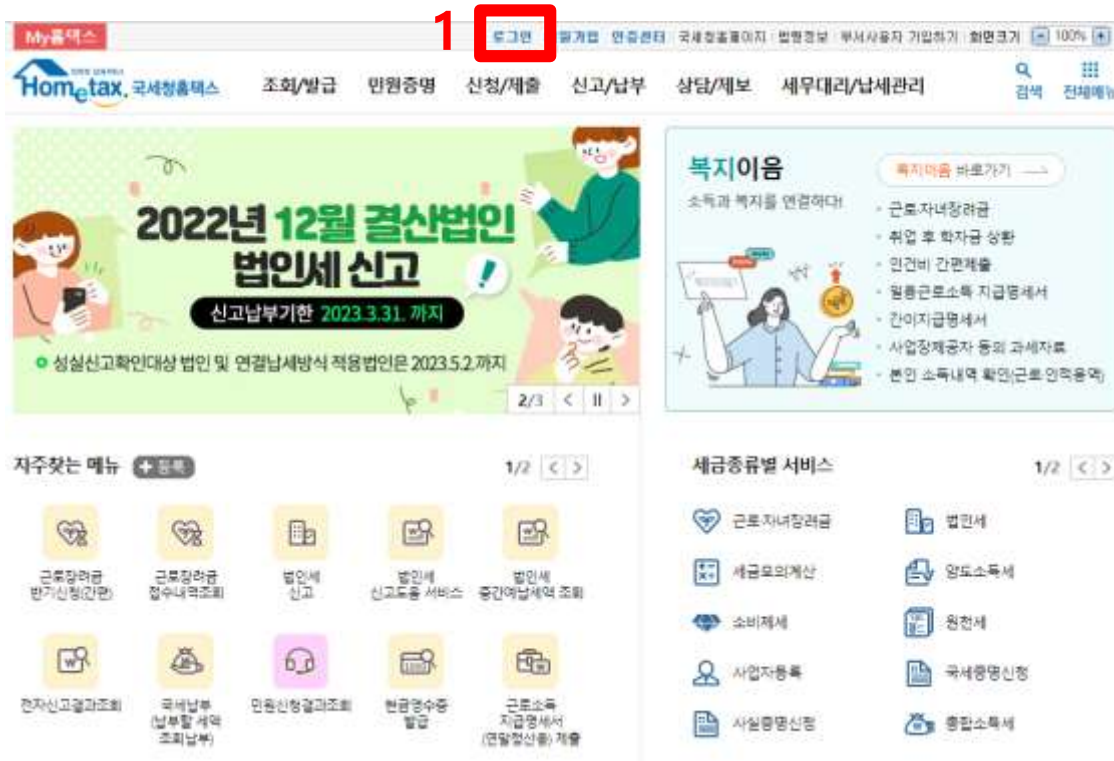 1
My홈택스
로그인 회원가입 인증센터 국세청홈페이지 법령정보 부서사용자 가입하기 화면크기 100%
Hometax. 국세청홈택스
조회/발급 민원증명 신청/제출 신고/납부 상담/제보 세무대리/납세관리 검색 전체메뉴
2022년 12월 결산법인
법인세 신고
신고납부기한 2023.3.31. 까지
성실신고확인대상 법인 및 연결납세방식 적용법인은 2023.5.2.까지
2/3
복지이음
복지이음 바로가기
소득과 복지를 연결하다!
근로·자녀장려금
취업 후 학자금 상환
인건비 간편제출
일용근로소득 지급명세서
간이지급명세서
사업장제공자 등의 과세자료
본인 소득내역 확인(근로·인적용역)
자주찾는 메뉴 + 등록 1/2
근로장려금
반기신청(간편)
근로장려금
접수내역조회
법인세
신고
법인세
신고도움 서비스
법인세
중간예납세액 조회
전자신고결과조회
국세납부
(납부할 세액
조회납부)
민원신청결과조회
현금영수증
발급
근로소득
지급명세서
(연말정산용) 제출
세금종류별 서비스 1/2
근로·자녀장려금
법인세
세금모의계산
양도소득세
소비제세
원천세
사업자등록
국세증명신청
사실증명신청
종합소득세